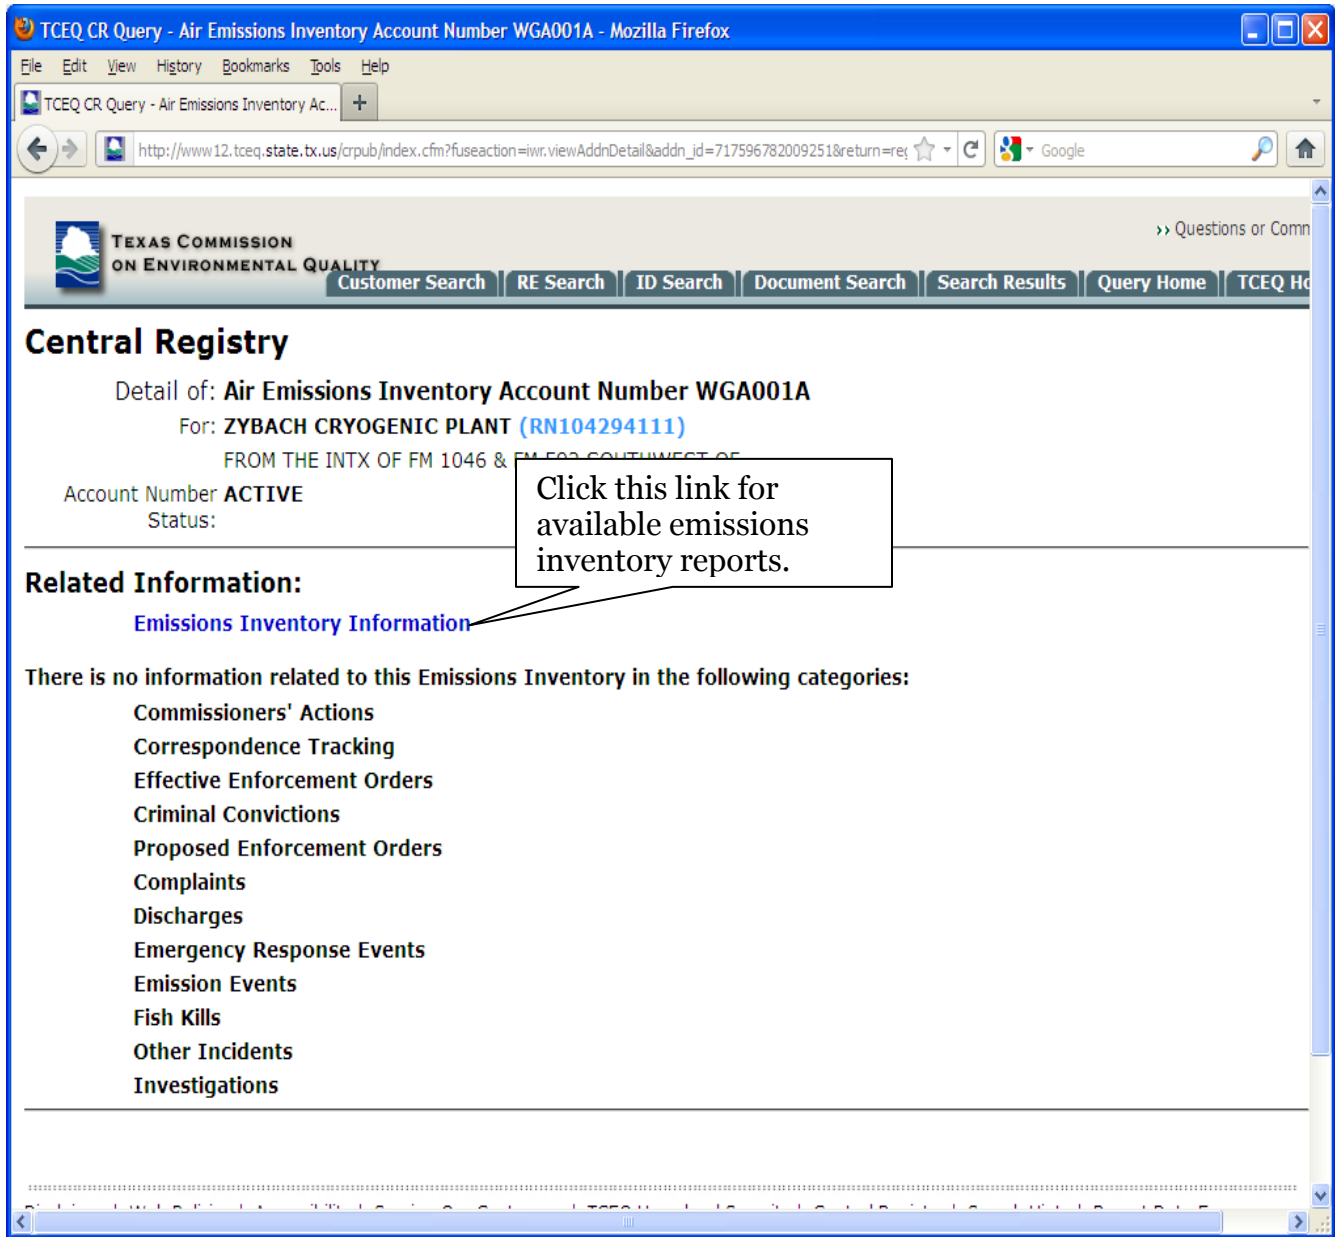 TCEQ CR Query - Air Emissions Inventory Account Number WGA001A - Mozilla Firefox
File Edit View History Bookmarks Tools Help
TCEQ CR Query - Air Emissions Inventory Ac... +
http://www12.tceq.state.tx.us/crpub/index.cfm?fuseaction=iwr.viewAddnDetail&addn_id=717596782009251&return=reg Google
›› Questions or Comm
TEXAS COMMISSION
ON ENVIRONMENTAL QUALITY
Customer Search RE Search ID Search Document Search Search Results Query Home TCEQ Ho
Central Registry
Detail of: Air Emissions Inventory Account Number WGA001A
For: ZYBACH CRYOGENIC PLANT (RN104294111)
FROM THE INTX OF FM 1046 & FM 592 SOUTHWEST OF
Account Number ACTIVE
Status:
Click this link for
available emissions
inventory reports.
Related Information:
Emissions Inventory Information
There is no information related to this Emissions Inventory in the following categories:
Commissioners' Actions
Correspondence Tracking
Effective Enforcement Orders
Criminal Convictions
Proposed Enforcement Orders
Complaints
Discharges
Emergency Response Events
Emission Events
Fish Kills
Other Incidents
Investigations